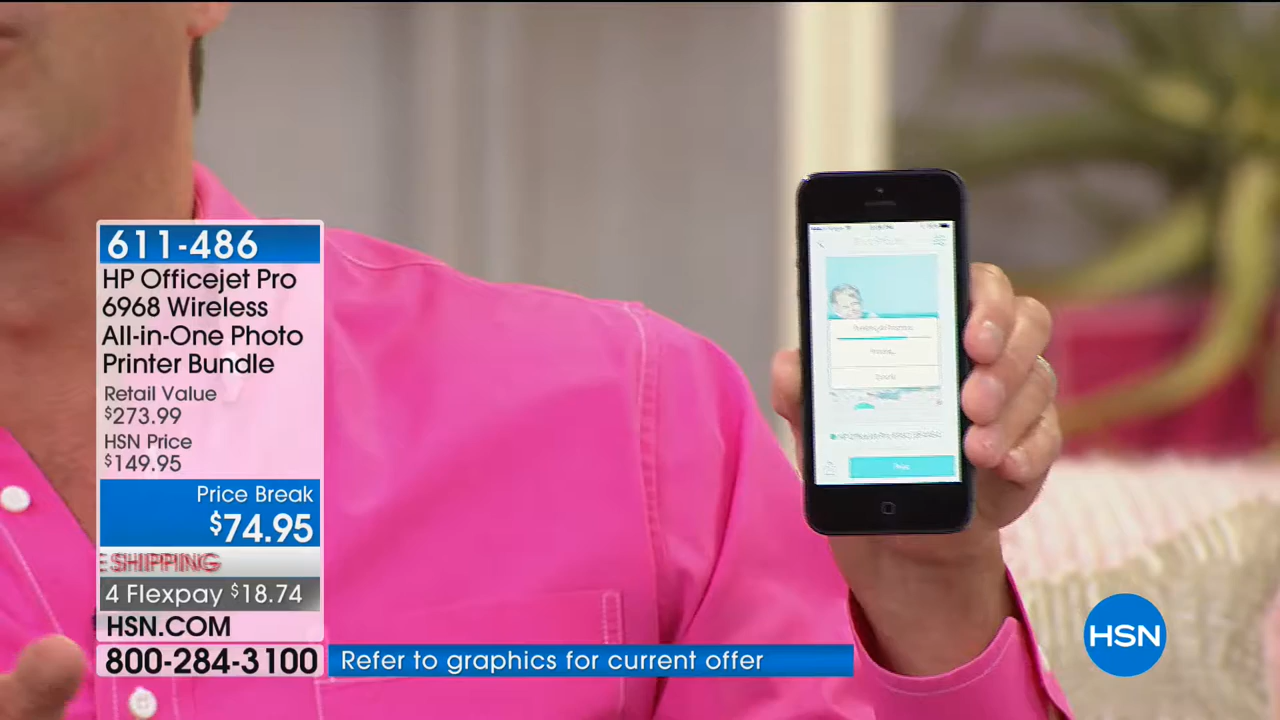 611-486
HP Officejet Pro
6968 Wireless
All-in-One Photo
Printer Bundle
Retail Value
$273.99
HSN Price
$149.95
Price Break
$74.95
E SHIPPING
4 Flexpay $18.74
HSN.COM
800-284-3100
Refer to graphics for current offer
HSN
Print